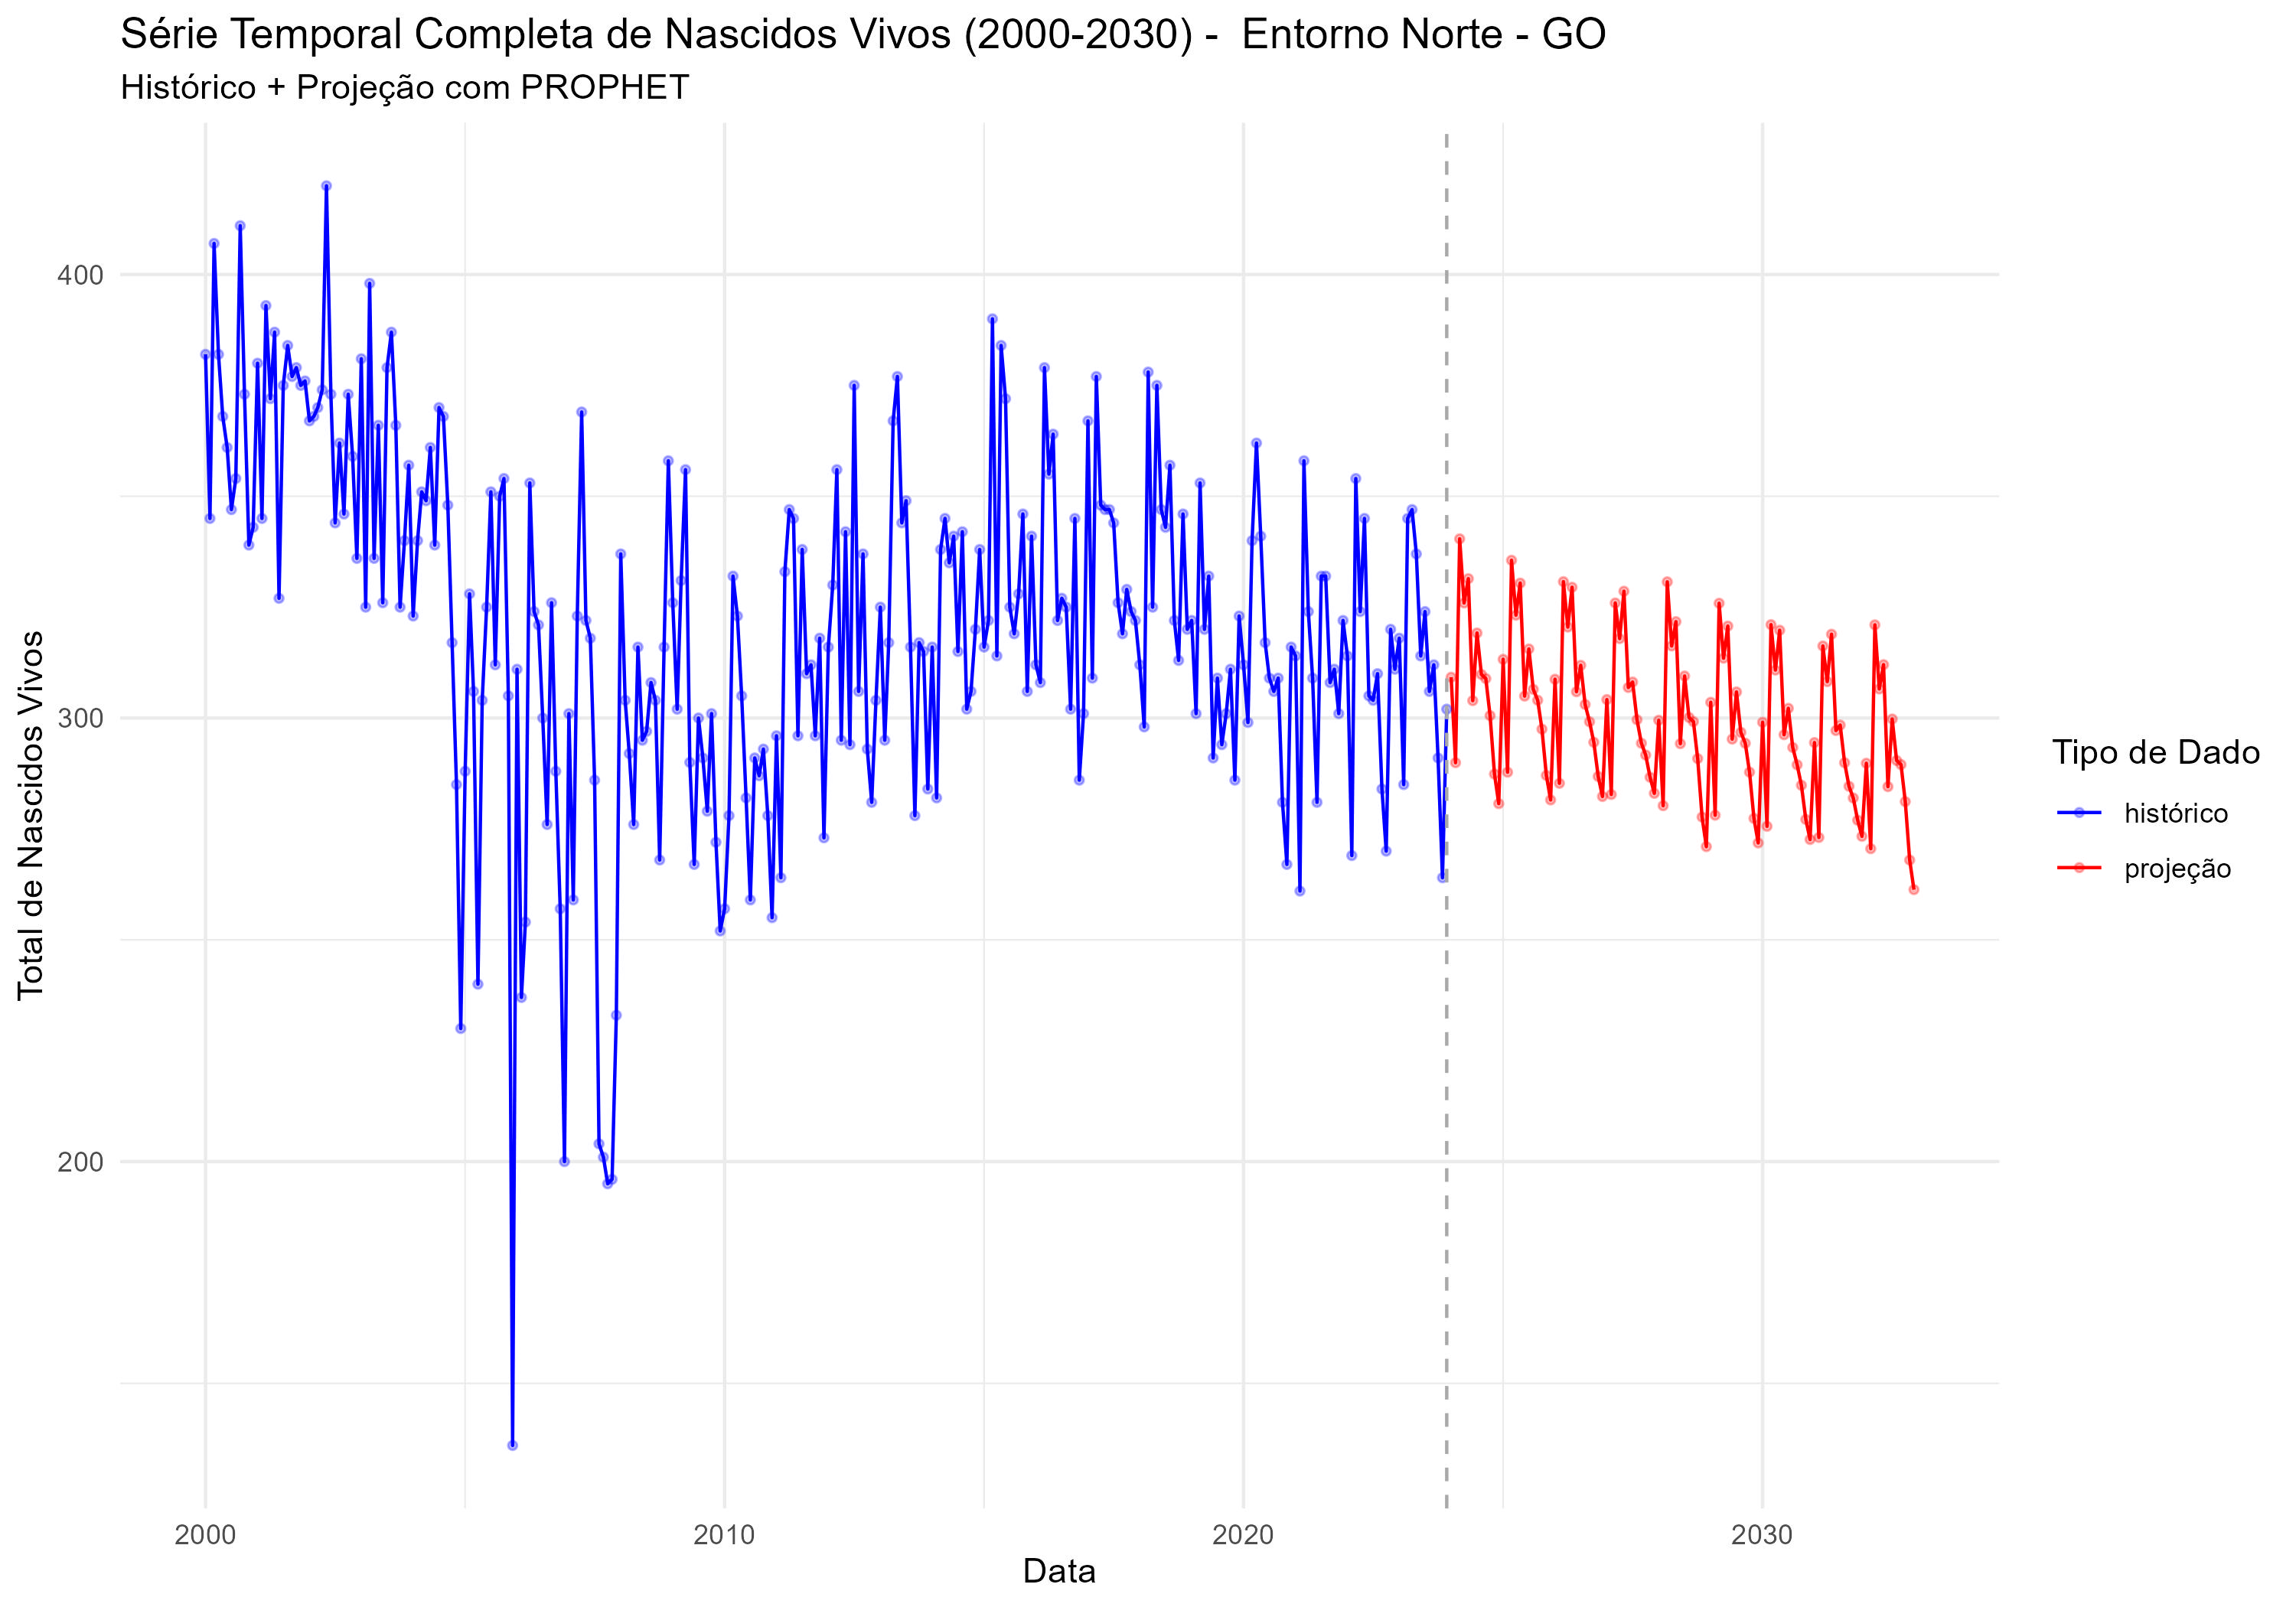 Série Temporal Completa de Nascidos Vivos (2000-2030) -  Entorno Norte - GO
Histórico + Projeção com PROPHET
Total de Nascidos Vivos
400
300
200
2000
2010
2020
2030
Data
Tipo de Dado
histórico
projeção